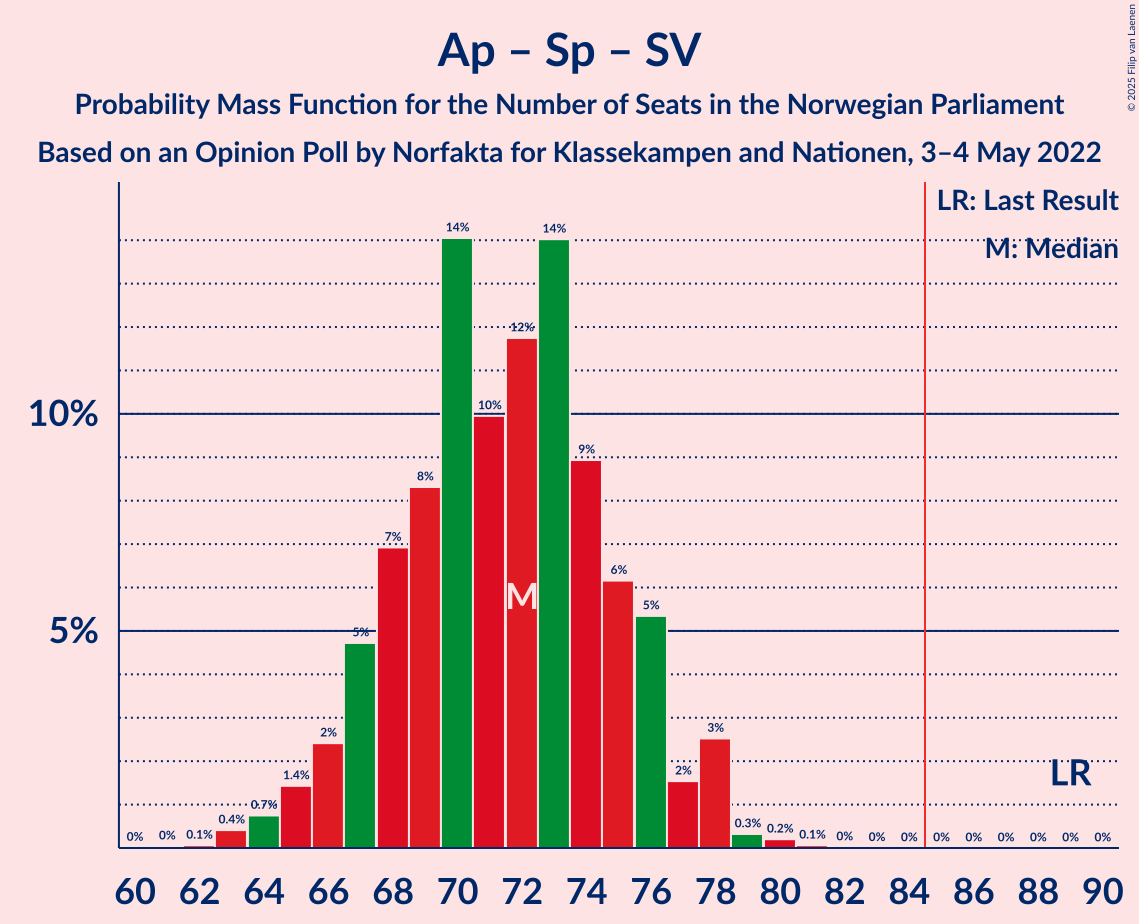 Ap – Sp – SV
Probability Mass Function for the Number of Seats in the Norwegian Parliament
Based on an Opinion Poll by Norfakta for Klassekampen and Nationen, 3–4 May 2022
© 2025 Filip van Laenen
LR: Last Result
M: Median
10%
5%
0% 0% 0.1% 0.4% 0.7% 1.4% 2% 5% 7% 8% 14% 10% 12% 14% 9% 6% 5% 2% 3% 0.3% 0.2% 0.1% 0% 0% 0% 0% 0% 0% 0% 0% 0%
M
LR
60 62 64 66 68 70 72 74 76 78 80 82 84 86 88 90